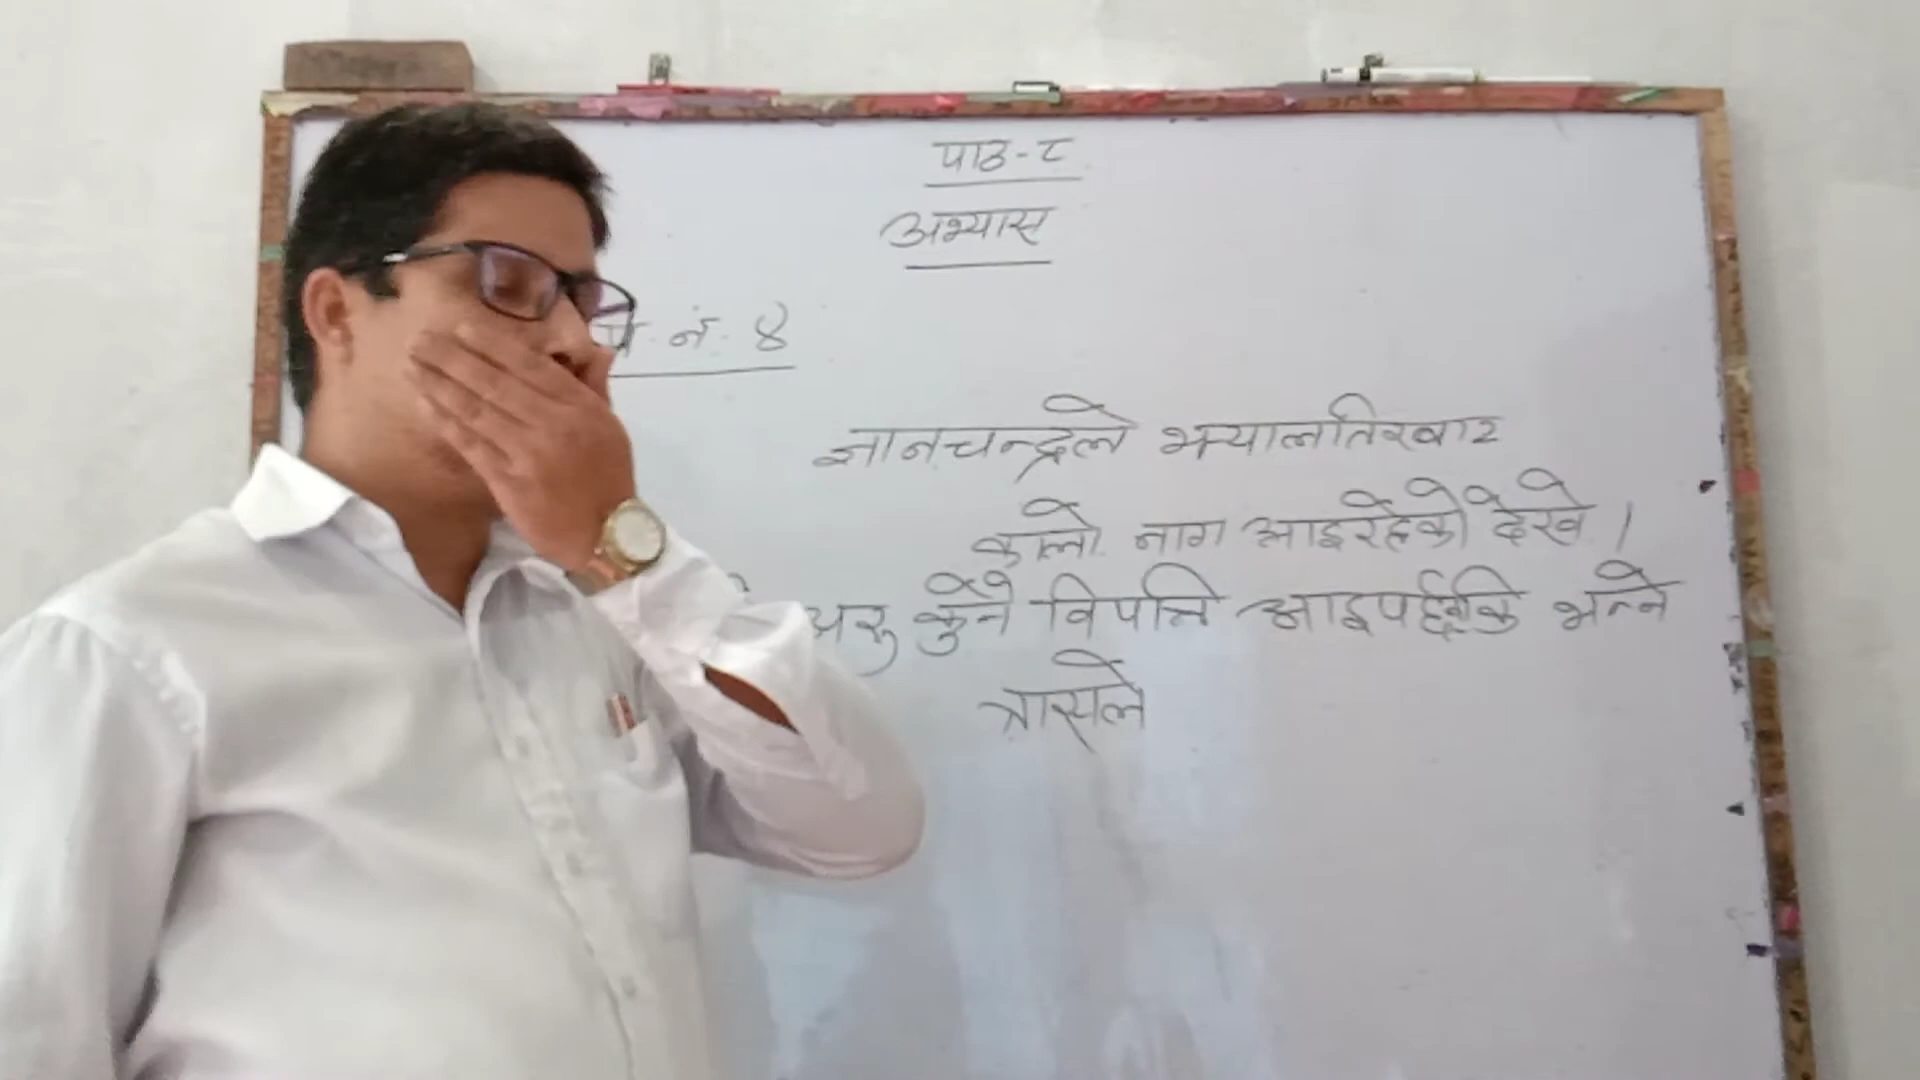 पाठ-८
अभ्यास
प्र. नं. ४
ज्ञानचन्द्रले भ्यालतिरबाट
कालो नाग आइरहेको देखे ।
अरु कुनै विपत्ति आइपर्छकि भन्ने
त्रासले